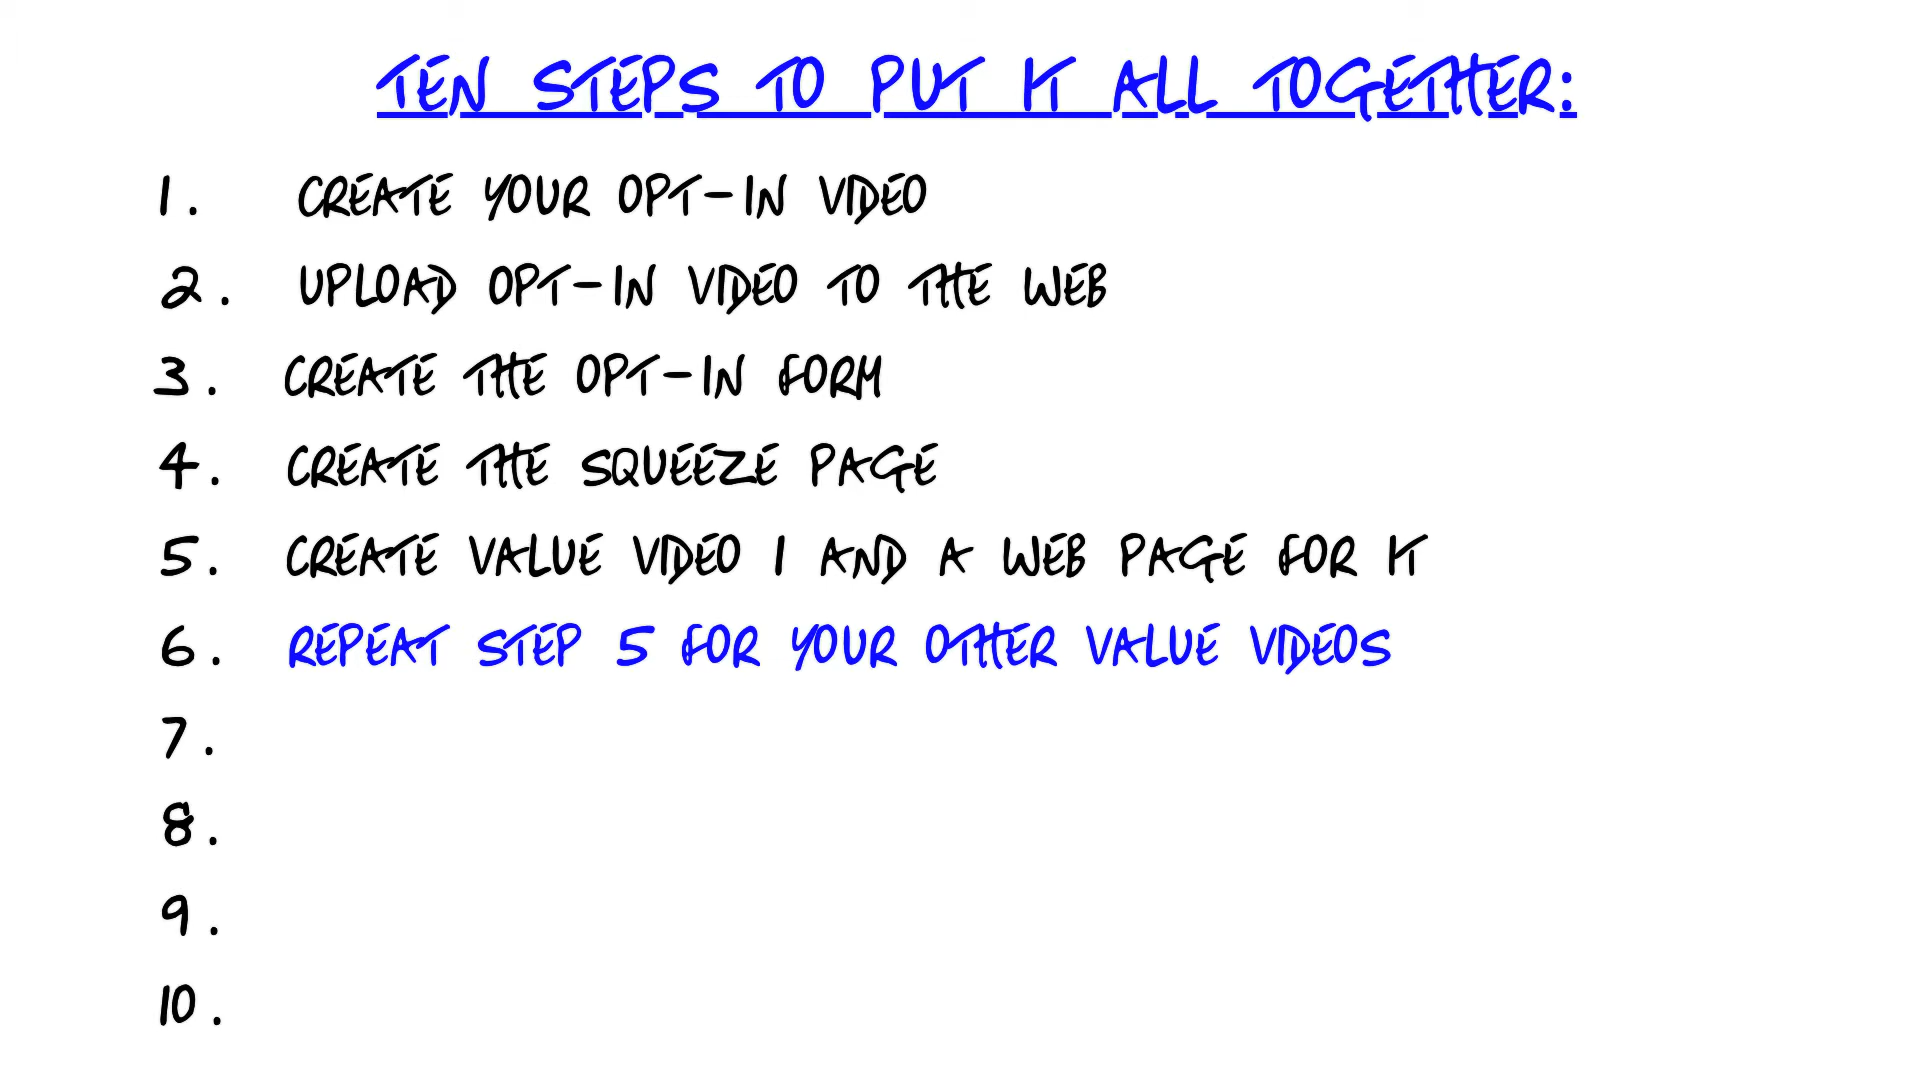 TEN STEPS TO PUT IT ALL TOGETHER:
1. CREATE YOUR OPT-IN VIDEO
2. UPLOAD OPT-IN VIDEO TO THE WEB
3. CREATE THE OPT-IN FORM
4. CREATE THE SQUEEZE PAGE
5. CREATE VALUE VIDEO 1 AND A WEB PAGE FOR IT
6. REPEAT STEP 5 FOR YOUR OTHER VALUE VIDEOS
7.
8.
9.
10.